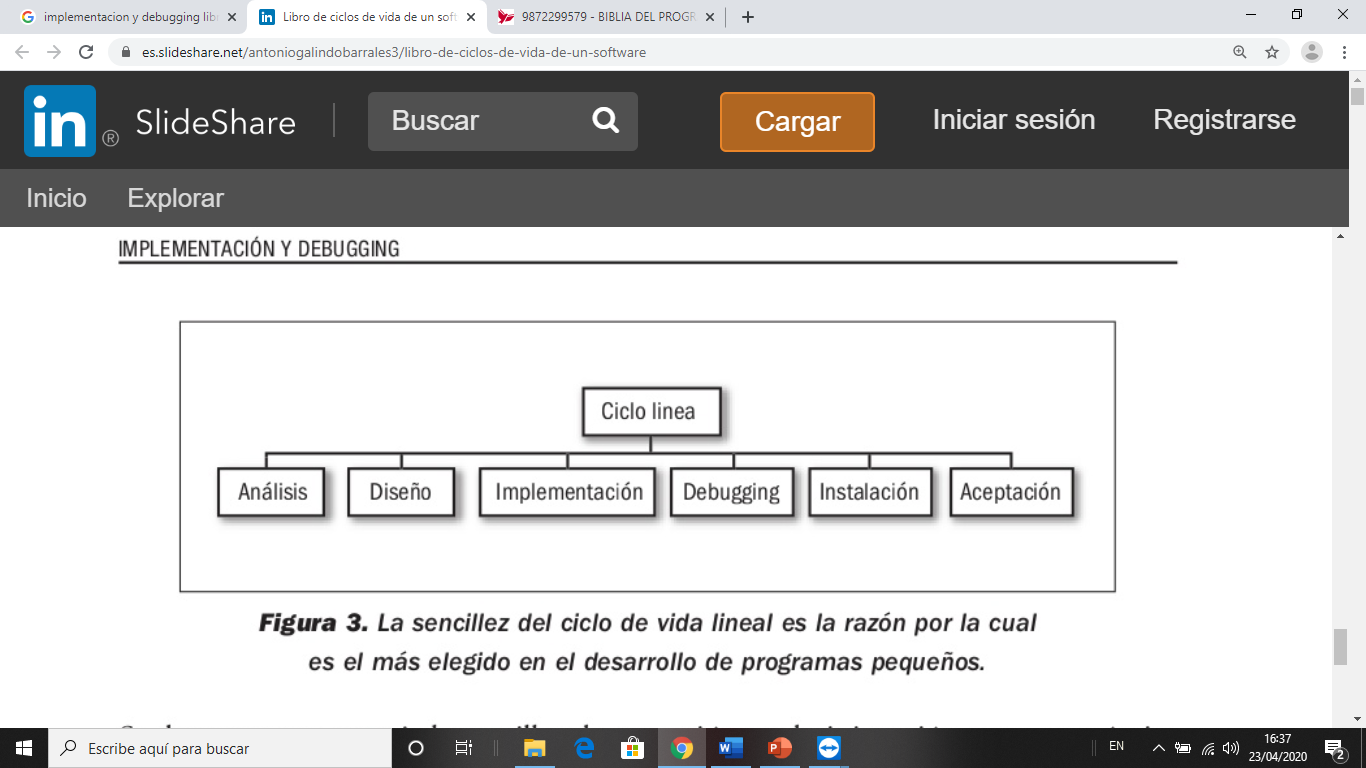 implementacion y debugging libr
Libro de ciclos de vida de un soft
9872299579 - BIBLIA DEL PROGR
es.slideshare.net/antoniogalindobarrales3/libro-de-ciclos-de-vida-de-un-software
in ® SlideShare Buscar Cargar Iniciar sesión Registrarse
Inicio Explorar
IMPLEMENTACIÓN Y DEBUGGING
Ciclo linea
Análisis Diseño Implementación Debugging Instalación Aceptación
Figura 3. La sencillez del ciclo de vida lineal es la razón por la cual
es el más elegido en el desarrollo de programas pequeños.
Escribe aquí para buscar
EN
16:37
23/04/2020
2